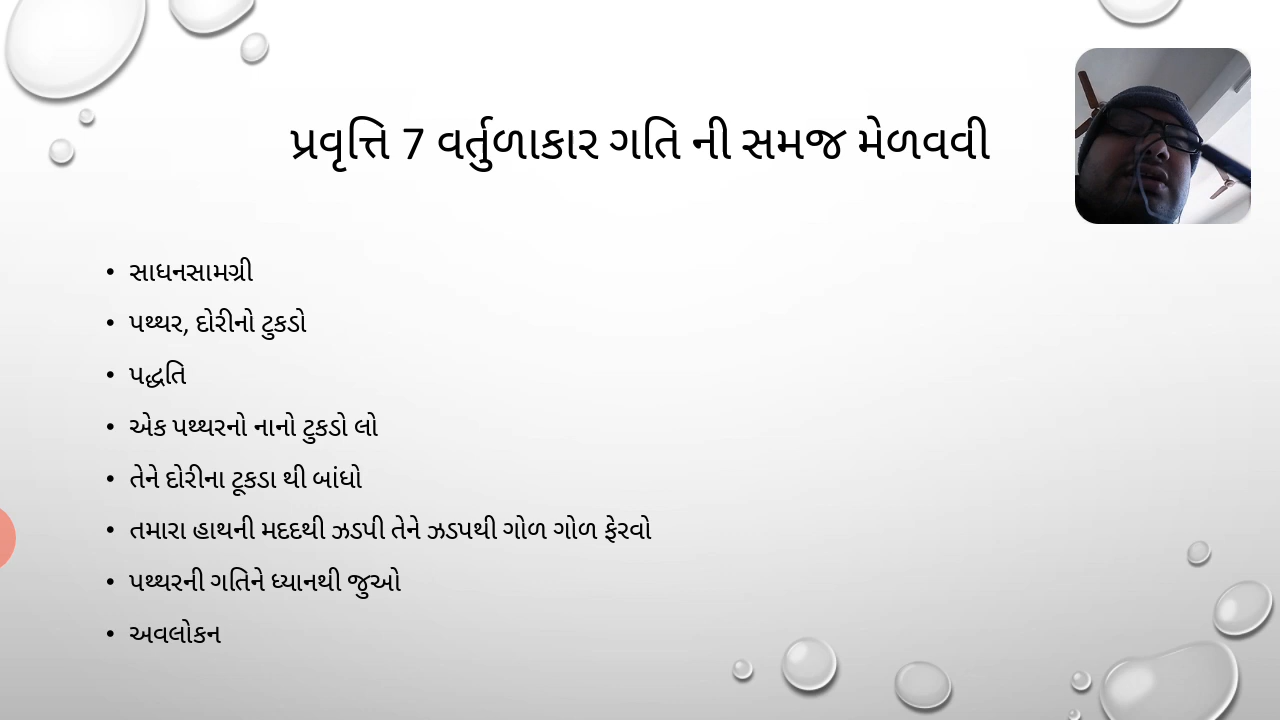 પ્રવૃત્તિ 7 વર્તુળાકાર ગતિ ની સમજ મેળવવી
• સાધનસામગ્રી
• પથ્થર, દોરીનો ટુકડો
• પદ્ધતિ
• એક પથ્થરનો નાનો ટુકડો લો
• તેને દોરીના ટૂકડા થી બાંધો
• તમારા હાથની મદદથી ઝડપી તેને ઝડપથી ગોળ ગોળ ફેરવો
• પથ્થરની ગતિને ધ્યાનથી જુઓ
• અવલોકન